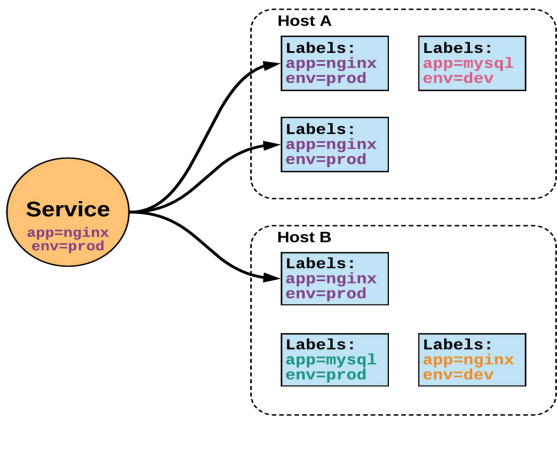 Service
app=nginx
env=prod
Host A
Labels:
app=nginx
env=prod
Labels:
app=mysql
env=dev
Labels:
app=nginx
env=prod
Host B
Labels:
app=nginx
env=prod
Labels:
app=mysql
env=prod
Labels:
app=nginx
env=dev